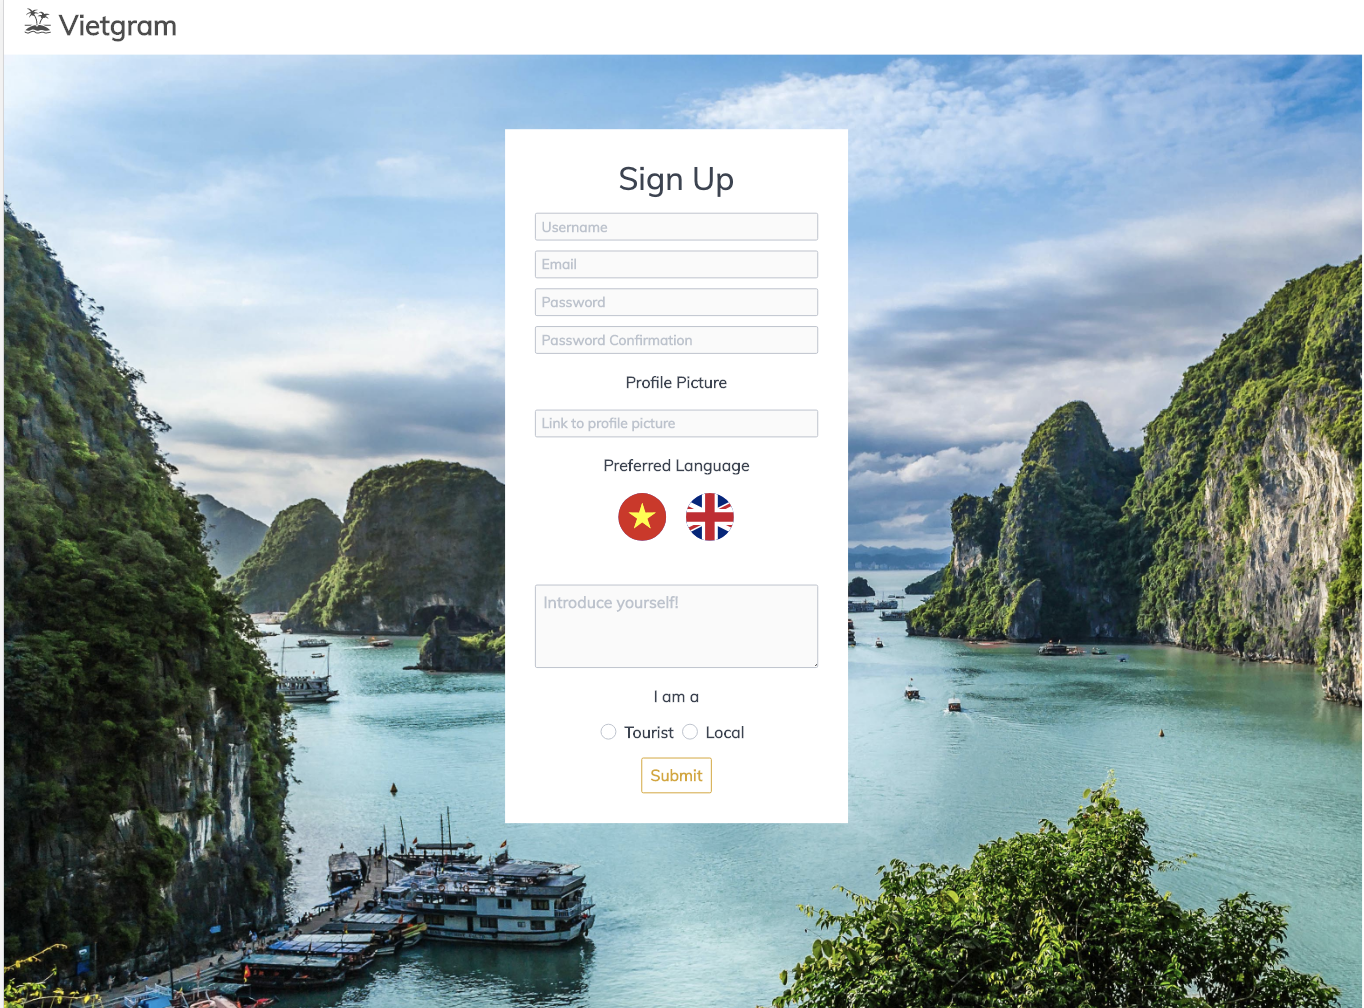 Vietgram
Sign Up
Username
Email
Password
Password Confirmation
Profile Picture
Link to profile picture
Preferred Language
Introduce yourself!
I am a
Tourist Local
Submit